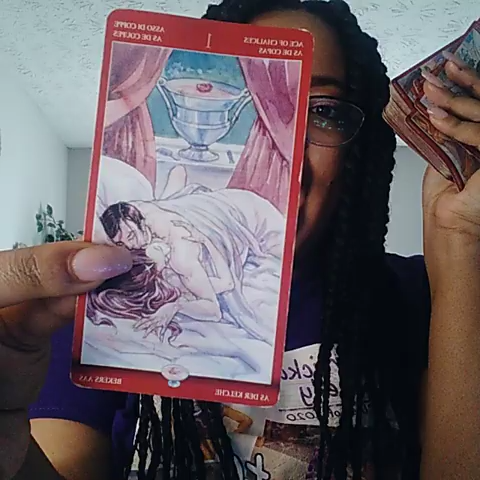 ACE OF CHALICES
AS DE COPAS
I
ASSO DI COPPE
AS DE COUPES
AS DER KELCHE
BEKERS AAS